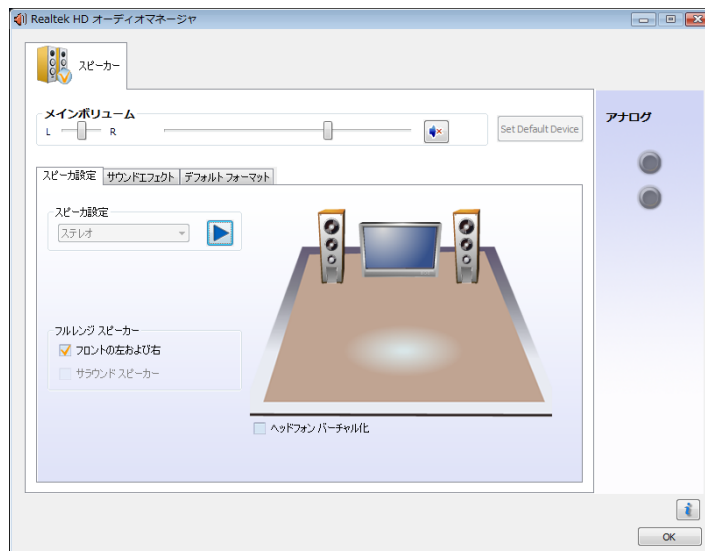 Realtek HD オーディオマネージャ
スピーカー
メインボリューム
L R
Set Default Device
アナログ
スピーカ設定 サウンドエフェクト デフォルト フォーマット
スピーカ設定
ステレオ
フルレンジ スピーカー
フロントの左および右
サラウンド スピーカー
ヘッドフォン バーチャル化
OK